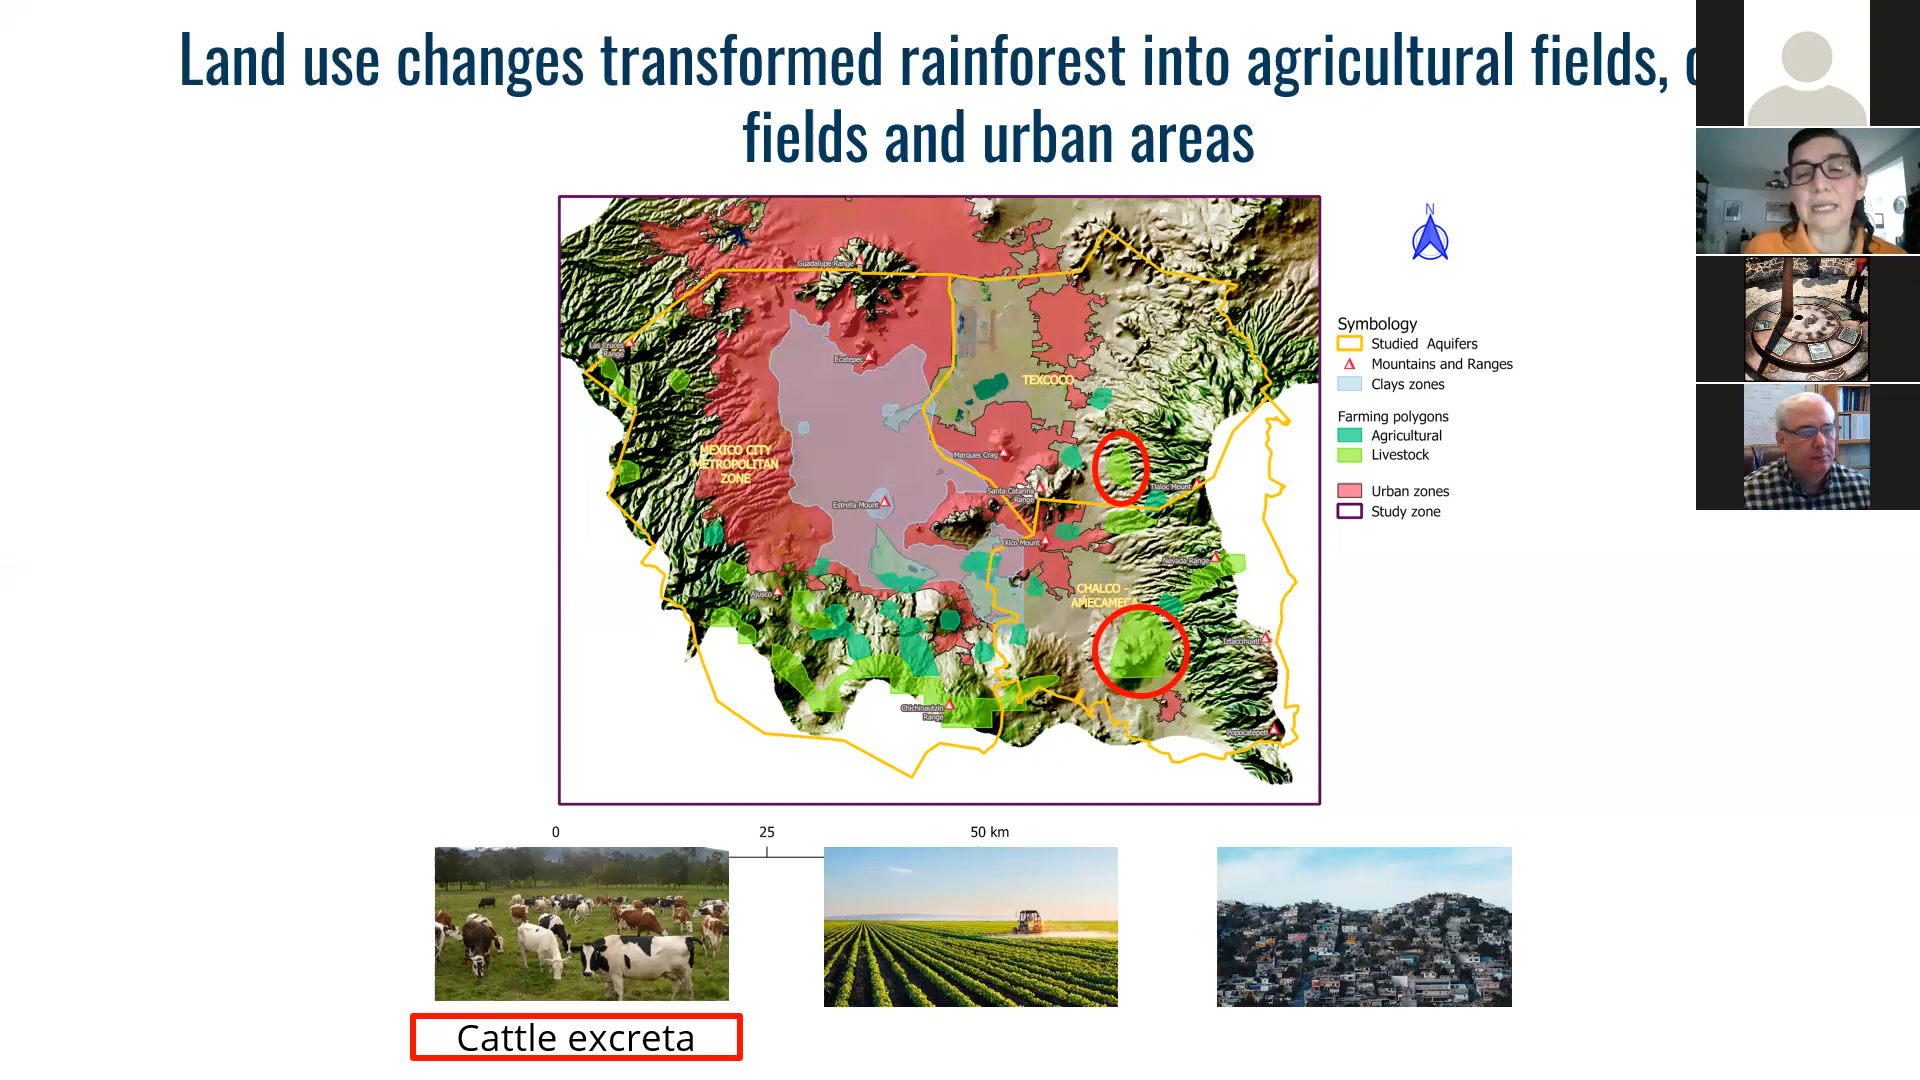 Land use changes transformed rainforest into agricultural fields,
fields and urban areas
N
Guadalupe Range
Las Cruces
Range
Ecatepec
TEXCOCO
MEXICO CITY
METROPOLITAN
ZONE
Marques Crag
Santa Catarina
Range
Tlaloc Mount
Estrella Mount
Xico Mount
Nevada Range
CHALCO -
AMECAMECA
Ajusco
Iztaccihuatl
Chichinautzin
Range
Popocatepetl
Symbology
Studied Aquifers
Mountains and Ranges
Clays zones
Farming polygons
Agricultural
Livestock
Urban zones
Study zone
0 25 50 km
Cattle excreta